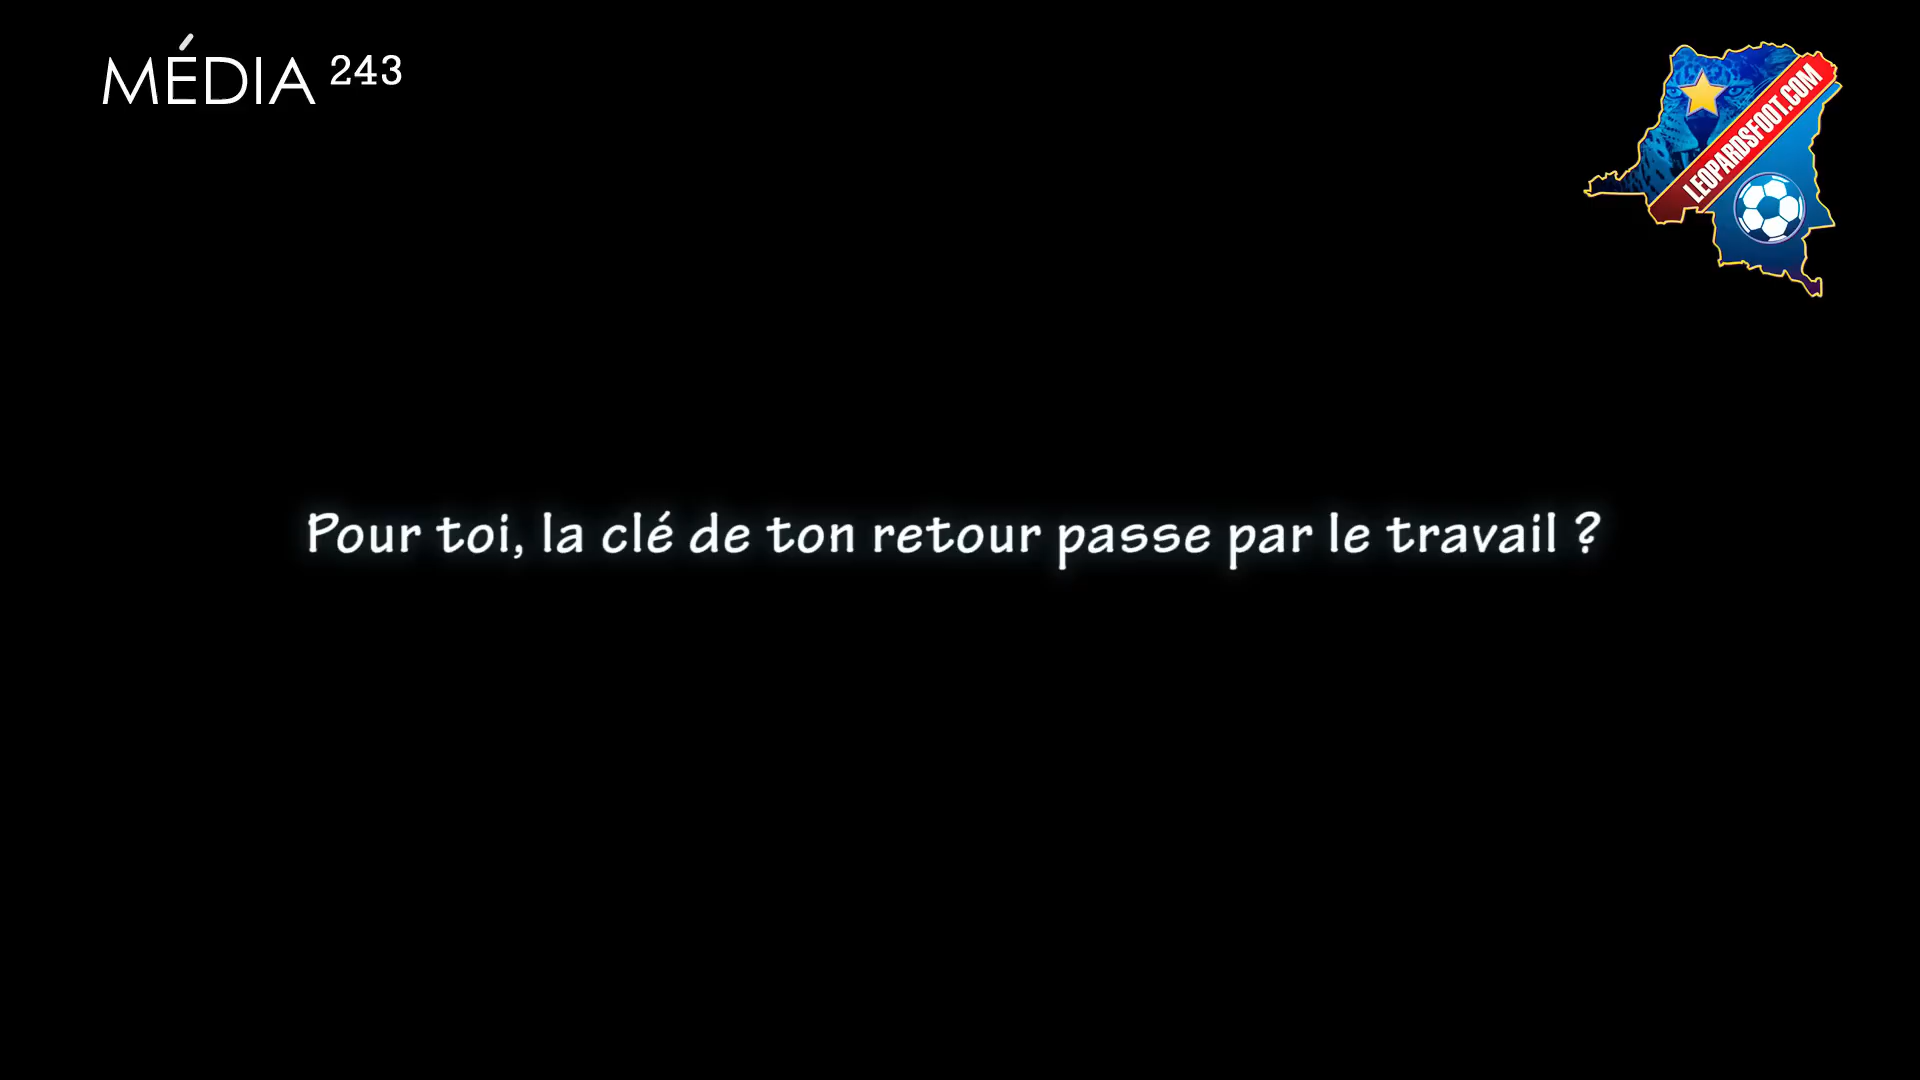 MÉDIA 243
LEOPARDSFOOT.COM
Pour toi, la clé de ton retour passe par le travail ?